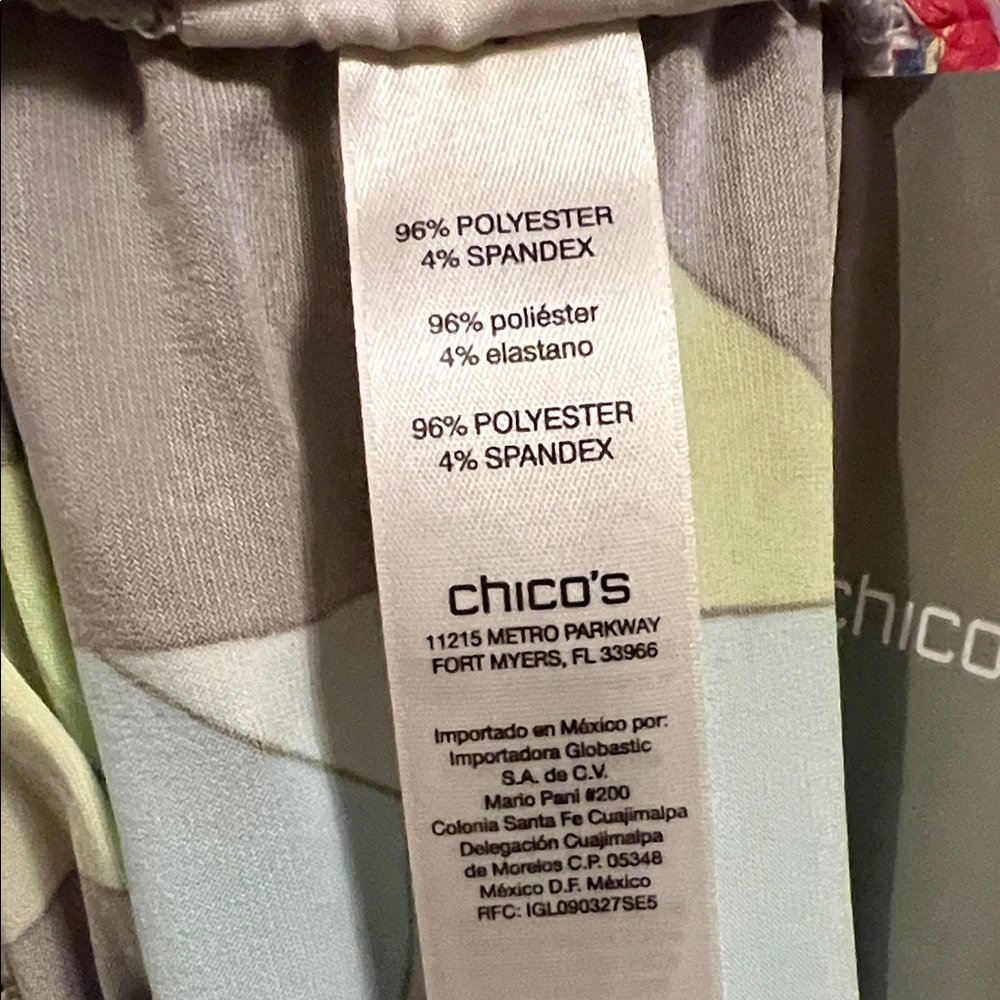 96% POLYESTER
4% SPANDEX
96% poliéster
4% elastano
96% POLYESTER
4% SPANDEX
chico's
11215 METRO PARKWAY
FORT MYERS, FL 33966
Importado en México por:
Importadora Globastic
S.A. de C.V.
Mario Pani #200
Colonia Santa Fe Cuajimalpa
Delegación Cuajimalpa
de Morelos C.P. 05348
México D.F. México
RFC: IGL090327SE5
chico